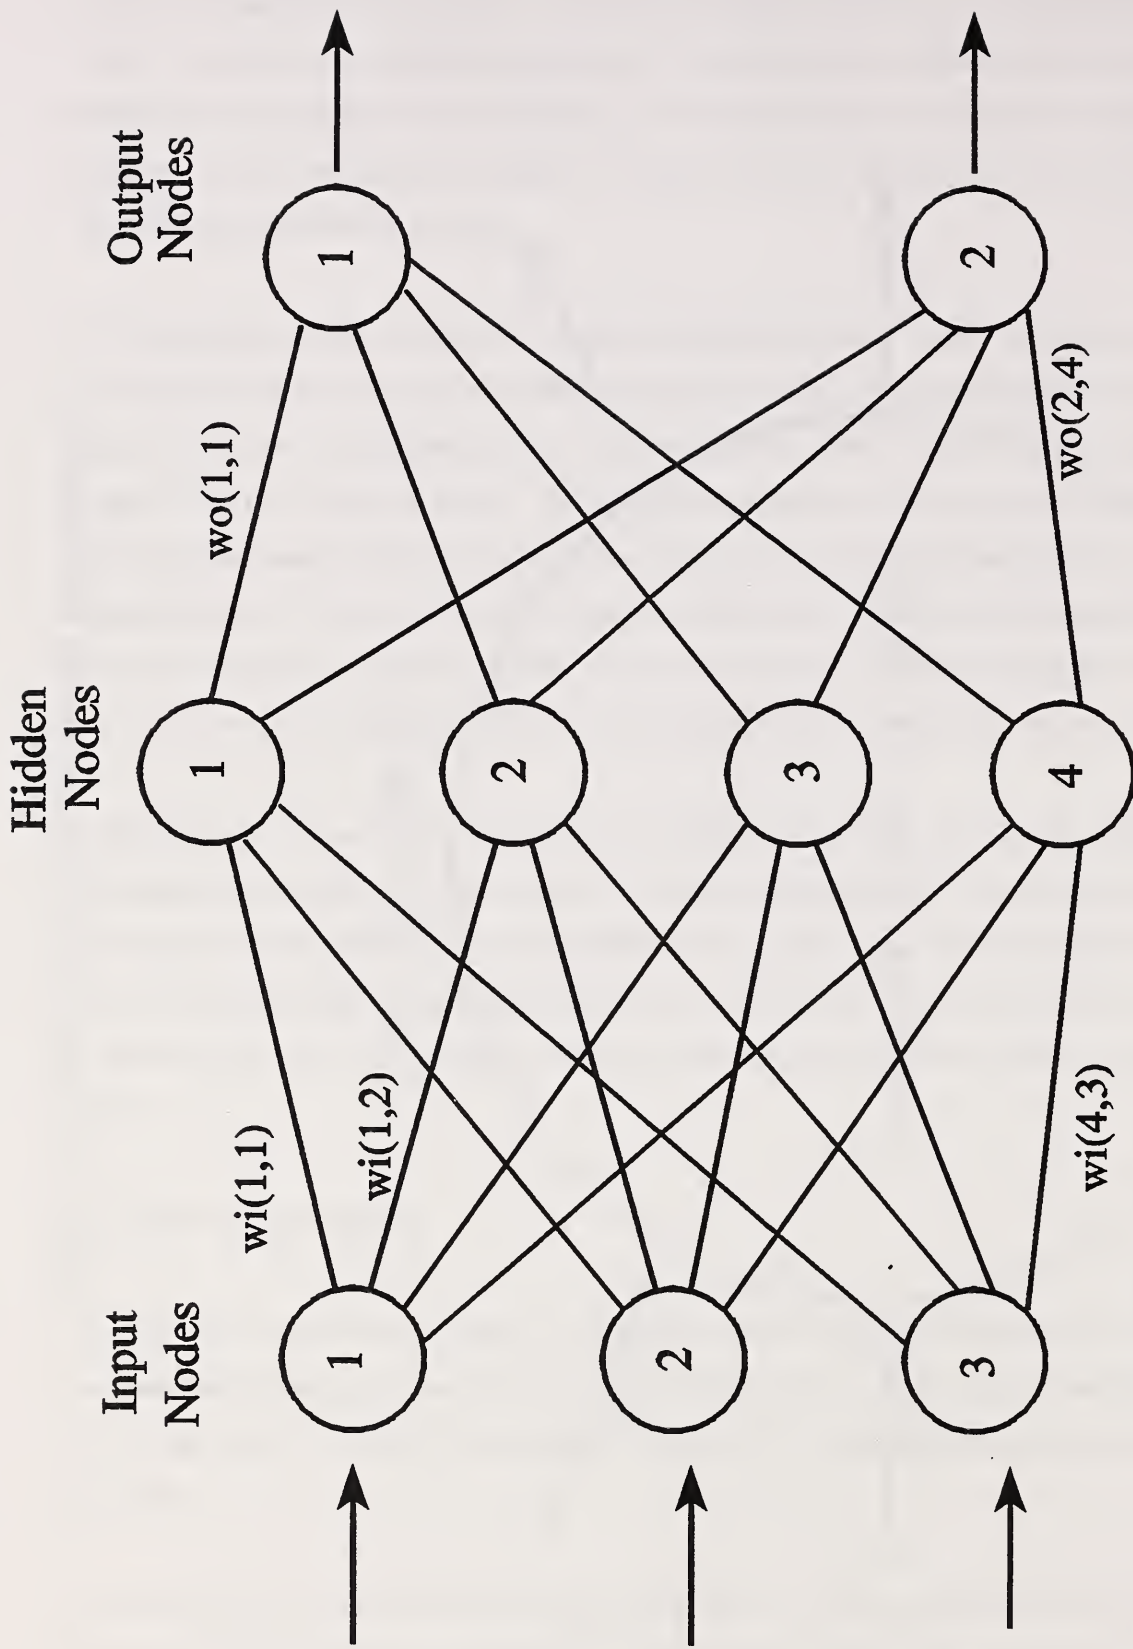 Input
Nodes
Hidden
Nodes
Output
Nodes
wi(1,1)
wi(1,2)
wi(4,3)
wo(1,1)
wo(2,4)
1
2
3
1
2
3
4
1
2